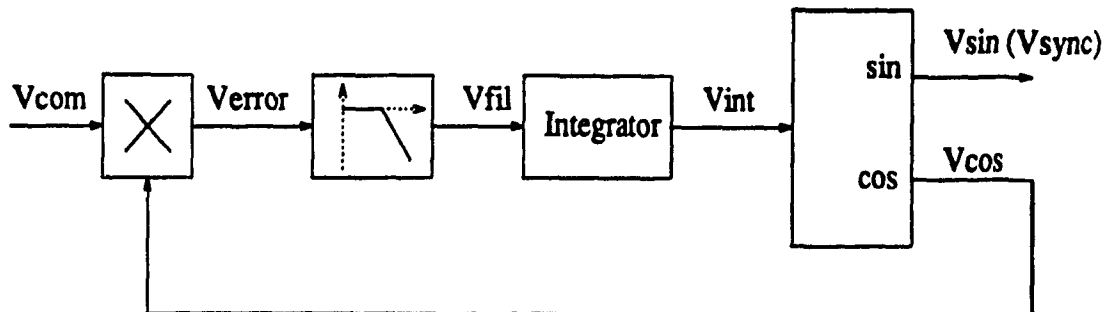 Vcom
Verror
Vfil
Integrator
Vint
sin
cos
Vsin (Vsync)
Vcos